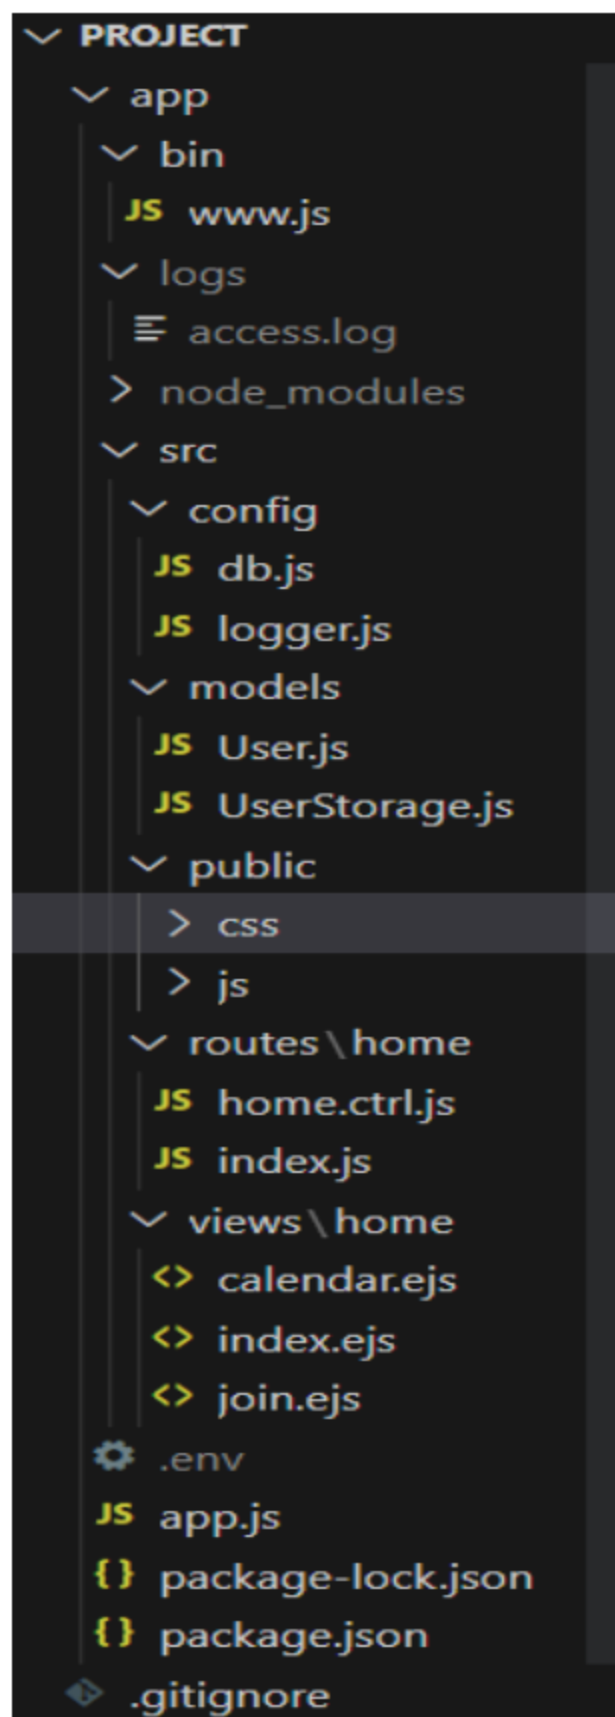 PROJECT
app
bin
JS www.js
logs
access.log
node_modules
src
config
JS db.js
JS logger.js
models
JS User.js
JS UserStorage.js
public
css
js
routes\home
JS home.ctrl.js
JS index.js
views\home
<> calendar.ejs
<> index.ejs
<> join.ejs
.env
JS app.js
{} package-lock.json
{} package.json
.gitignore